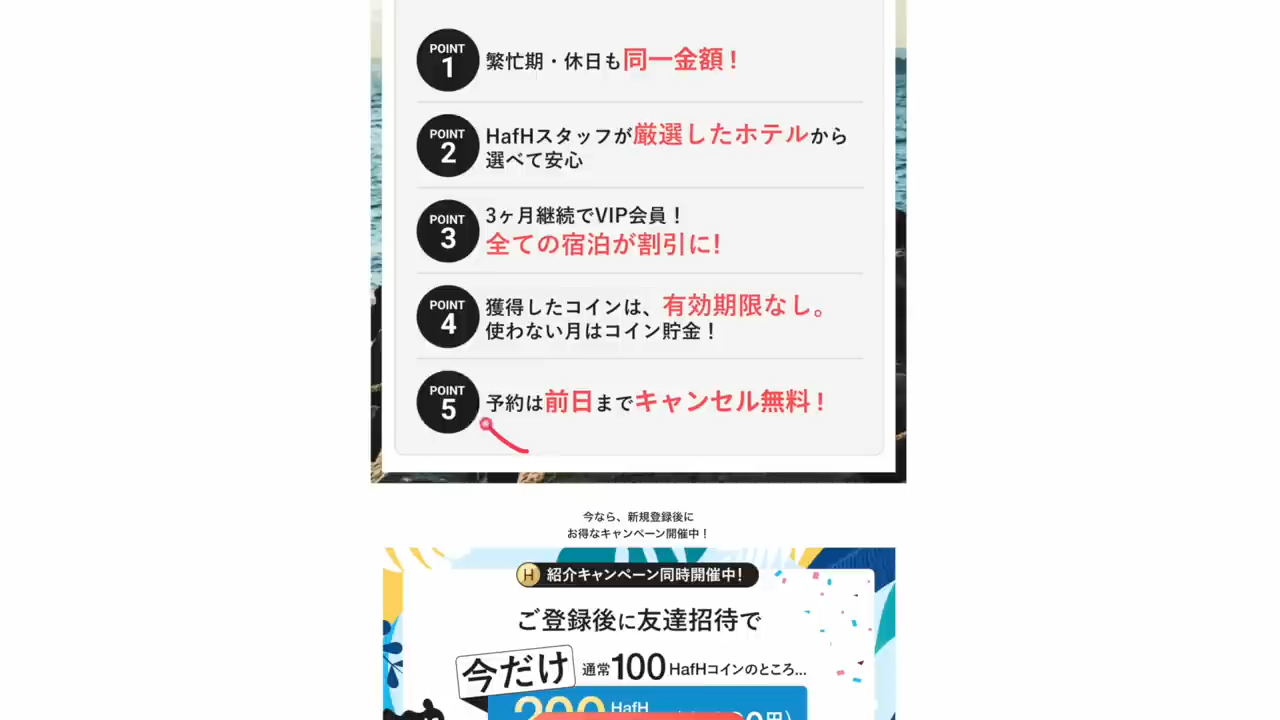 POINT
1
繁忙期・休日も同一金額！
POINT
2
HafHスタッフが厳選したホテルから
選べて安心
POINT
3
3ヶ月継続でVIP会員！
全ての宿泊が割引に!
POINT
4
獲得したコインは、有効期限なし。
使わない月はコイン貯金！
POINT
5
予約は前日までキャンセル無料！
今なら、新規登録後に
お得なキャンペーン開催中！
H 紹介キャンペーン同時開催中！
ご登録後に友達招待で
今だけ 通常100 HafHコインのところ...
200 HafH